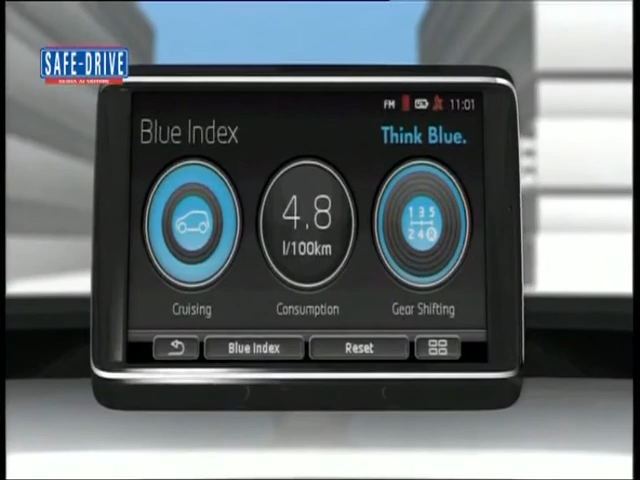 SAFE-DRIVE
FM 11:01
Blue Index
Think Blue.
4.8
l/100km
1 3 5
2 4 R
Cruising
Consumption
Gear Shifting
Blue Index
Reset